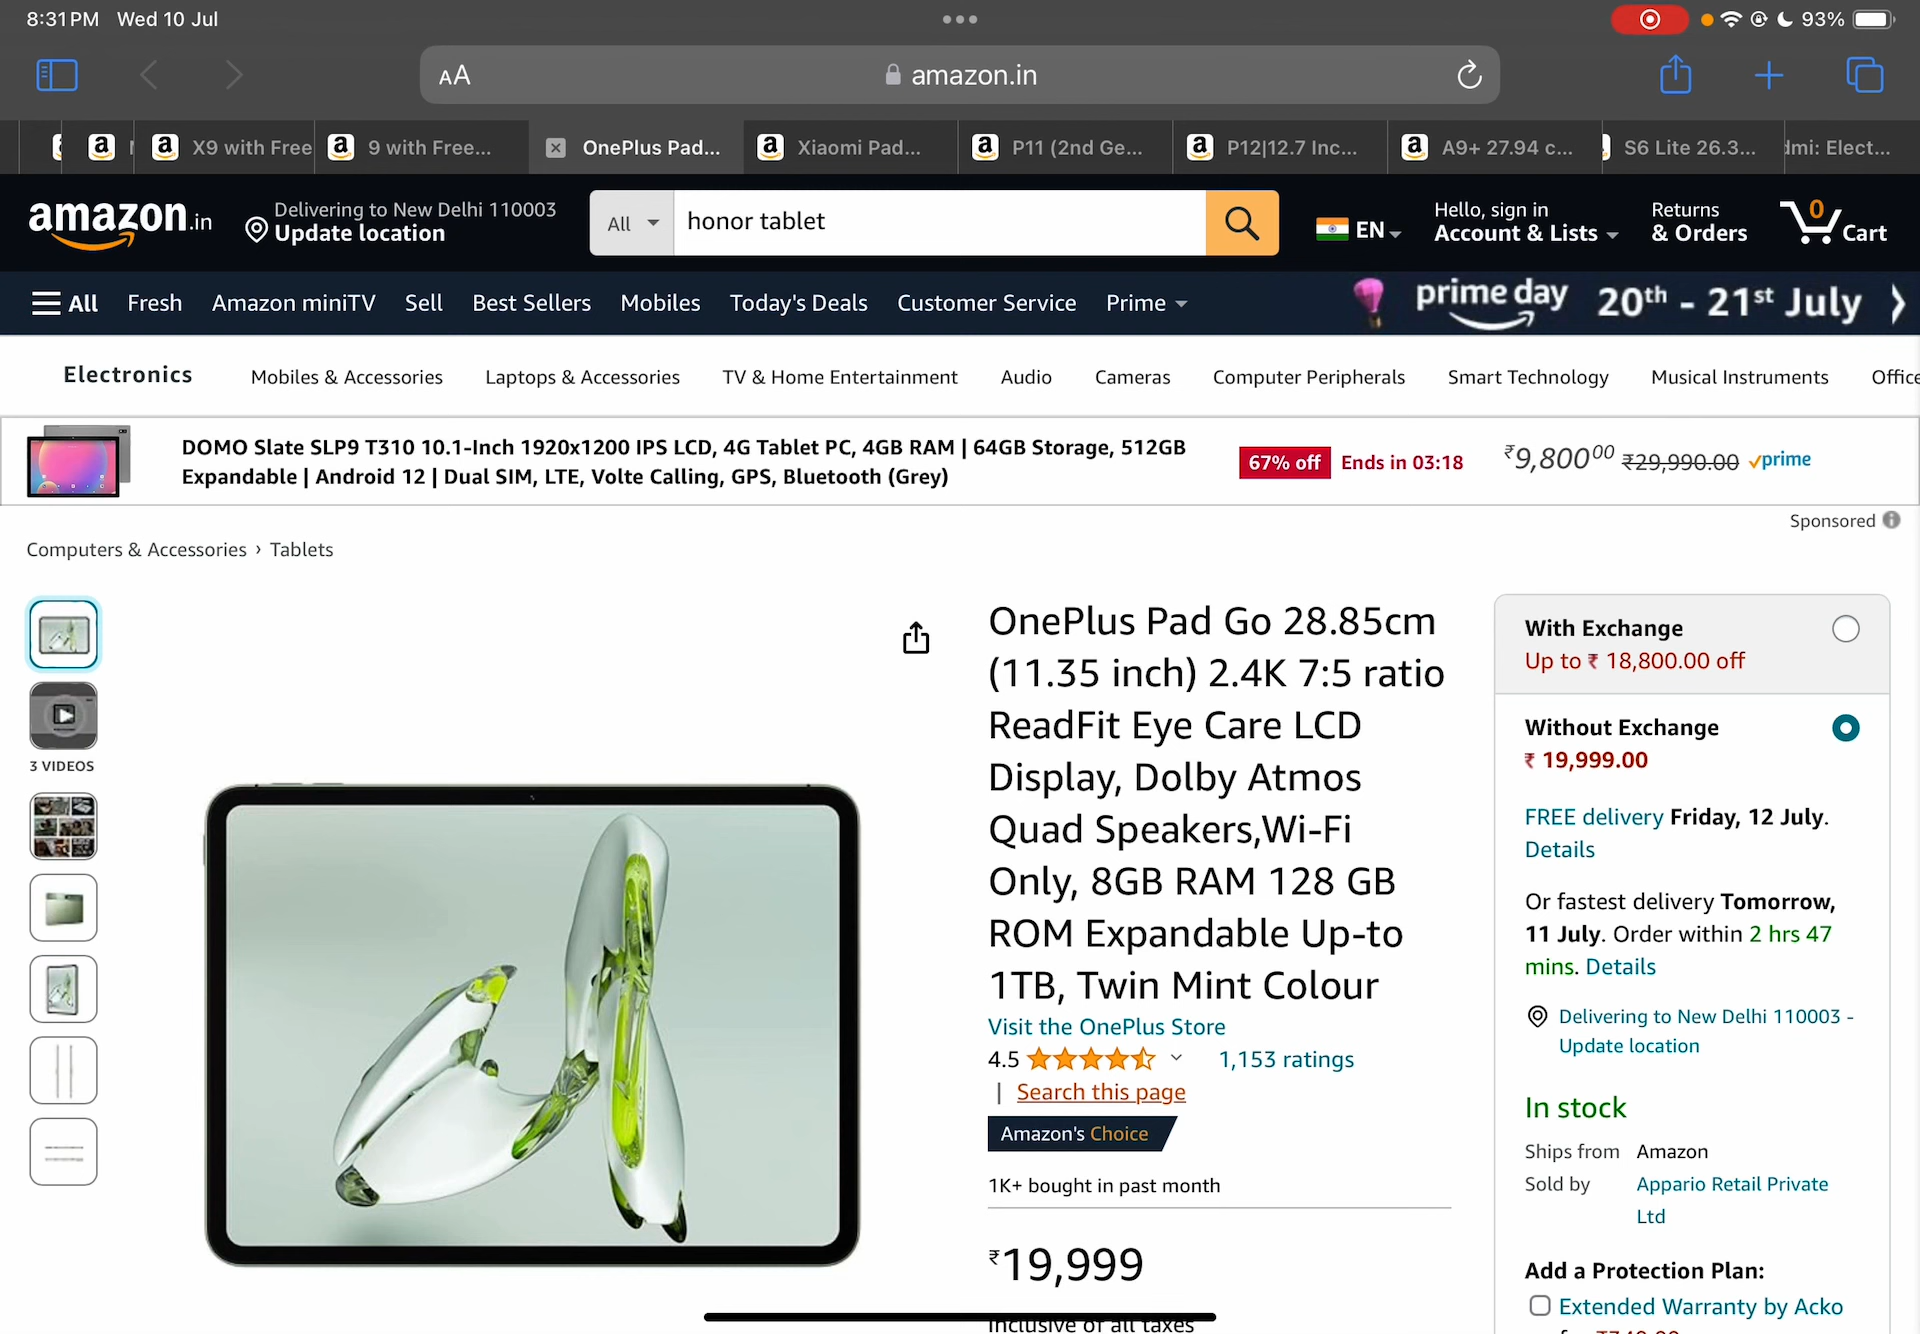 8:31 PM Wed 10 Jul
93%
AA
amazon.in
X9 with Free
9 with Free...
OnePlus Pad...
Xiaomi Pad...
P11 (2nd Ge...
P12|12.7 Inc...
A9+ 27.94 c...
S6 Lite 26.3...
dmi: Elect...
amazon.in
Delivering to New Delhi 110003
Update location
All
honor tablet
EN
Hello, sign in
Account & Lists
Returns
& Orders
0
Cart
All
Fresh
Amazon miniTV
Sell
Best Sellers
Mobiles
Today's Deals
Customer Service
Prime
prime day
20th - 21st July
Electronics
Mobiles & Accessories
Laptops & Accessories
TV & Home Entertainment
Audio
Cameras
Computer Peripherals
Smart Technology
Musical Instruments
Office
DOMO Slate SLP9 T310 10.1-Inch 1920x1200 IPS LCD, 4G Tablet PC, 4GB RAM | 64GB Storage, 512GB
Expandable | Android 12 | Dual SIM, LTE, Volte Calling, GPS, Bluetooth (Grey)
67% off
Ends in 03:18
₹9,800.00 ₹29,990.00 prime
Sponsored
Computers & Accessories › Tablets
3 VIDEOS
OnePlus Pad Go 28.85cm
(11.35 inch) 2.4K 7:5 ratio
ReadFit Eye Care LCD
Display, Dolby Atmos
Quad Speakers,Wi-Fi
Only, 8GB RAM 128 GB
ROM Expandable Up-to
1TB, Twin Mint Colour
Visit the OnePlus Store
4.5
1,153 ratings
| Search this page
Amazon's Choice
1K+ bought in past month
₹19,999
Inclusive of all taxes
With Exchange
Up to ₹ 18,800.00 off
Without Exchange
₹ 19,999.00
FREE delivery Friday, 12 July.
Details
Or fastest delivery Tomorrow,
11 July. Order within 2 hrs 47
mins. Details
Delivering to New Delhi 110003 -
Update location
In stock
Ships from Amazon
Sold by Appario Retail Private
Ltd
Add a Protection Plan:
Extended Warranty by Acko